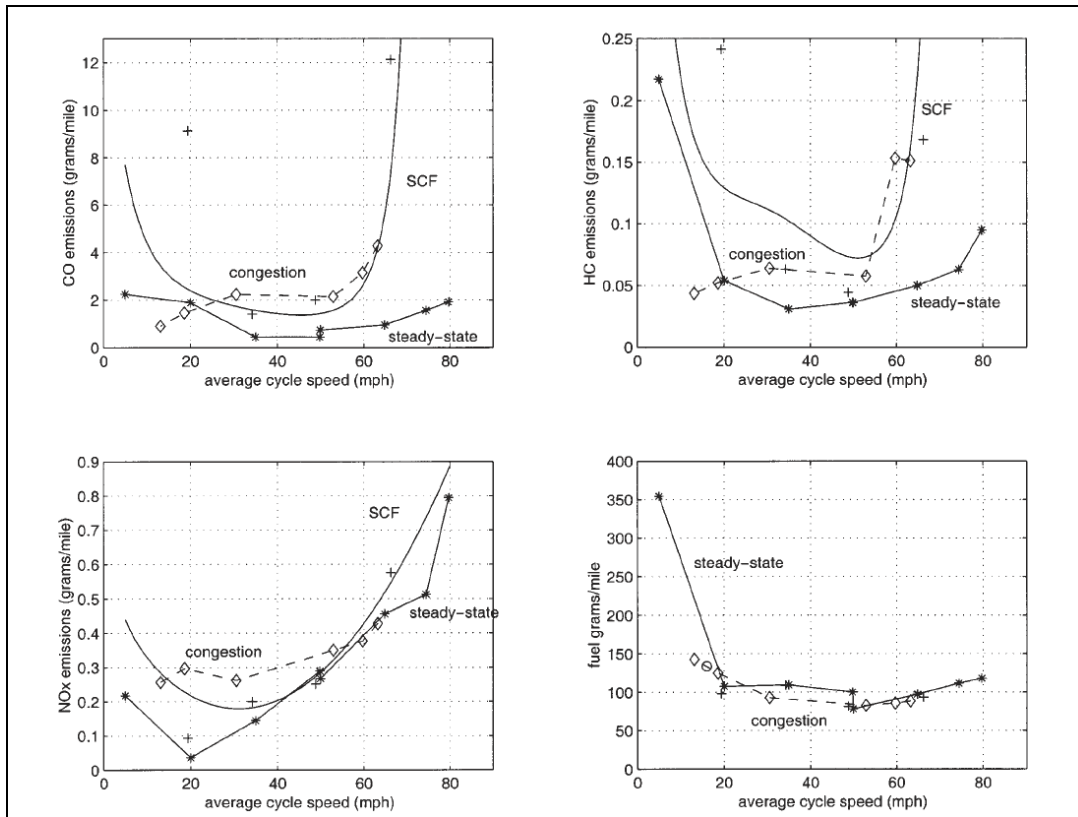 12
10
8
6
4
2
0
0 20 40 60 80
CO emissions (grams/mile)
average cycle speed (mph)
SCF
congestion
steady-state
0.25
0.2
0.15
0.1
0.05
0
0 20 40 60 80
HC emissions (grams/mile)
average cycle speed (mph)
SCF
congestion
steady-state
0.9
0.8
0.7
0.6
0.5
0.4
0.3
0.2
0.1
0
0 20 40 60 80
NOx emissions (grams/mile)
average cycle speed (mph)
SCF
steady-state
congestion
400
350
300
250
200
150
100
50
0
0 20 40 60 80
fuel grams/mile
average cycle speed (mph)
steady-state
congestion